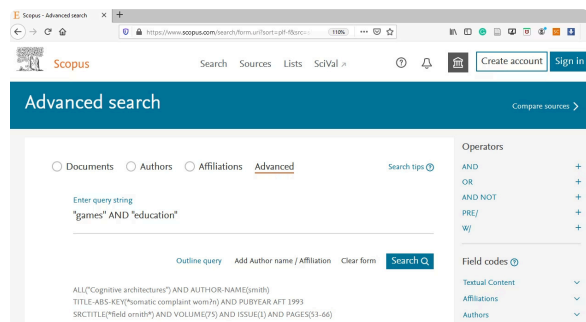 Scopus - Advanced search
https://www.scopus.com/search/form.uri?sort=plf-f&src=
110%
Scopus
Search Sources Lists SciVal ↗
Create account Sign in
Advanced search
Compare sources >
Documents Authors Affiliations Advanced
Search tips
Enter query string
"games" AND "education"
Outline query Add Author name / Affiliation Clear form Search
ALL("Cognitive architectures") AND AUTHOR-NAME(smith)
TITLE-ABS-KEY(*somatic complaint wom?n) AND PUBYEAR AFT 1993
SRCTITLE(*field ornith*) AND VOLUME(75) AND ISSUE(1) AND PAGES(53-66)
Operators
AND +
OR +
AND NOT +
PRE/ +
W/ +
Field codes
Textual Content
Affiliations
Authors